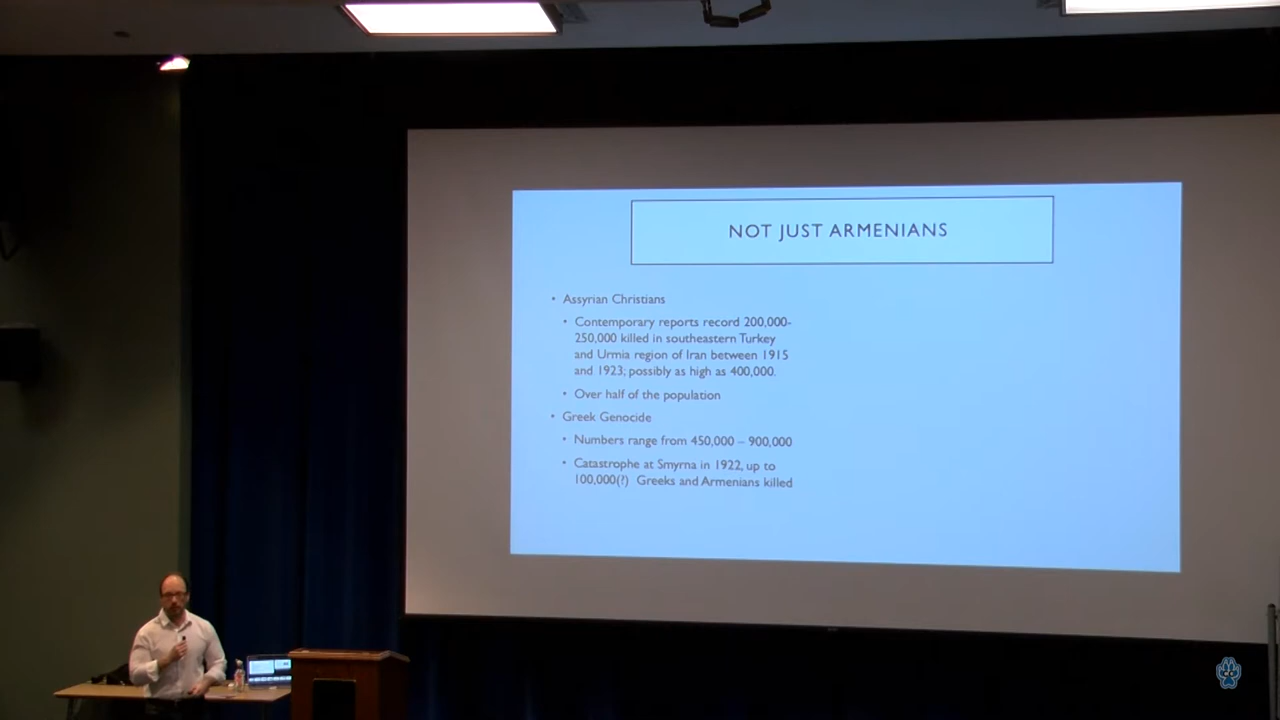 NOT JUST ARMENIANS
• Assyrian Christians
• Contemporary reports record 200,000-
250,000 killed in southeastern Turkey
and Urmia region of Iran between 1915
and 1923; possibly as high as 400,000.
• Over half of the population
• Greek Genocide
• Numbers range from 450,000 – 900,000
• Catastrophe at Smyrna in 1922, up to
100,000(?) Greeks and Armenians killed